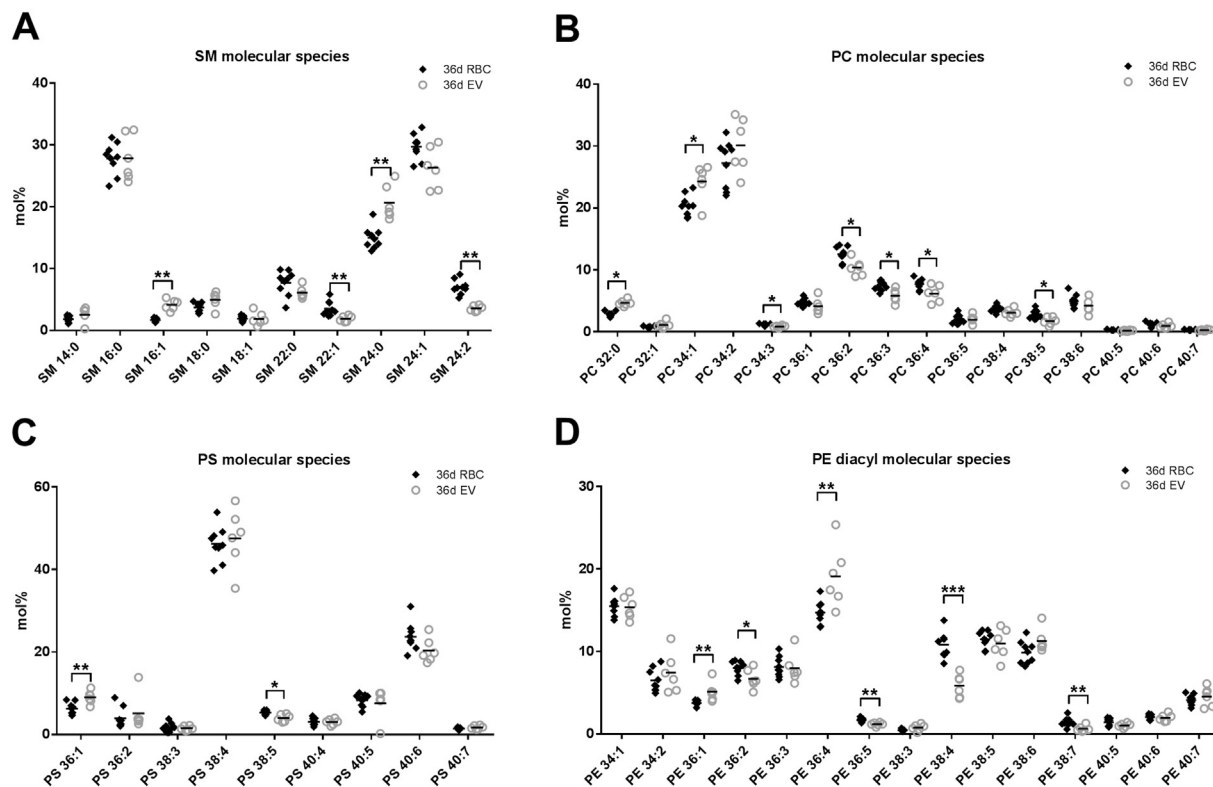 A
SM molecular species
36d RBC
36d EV
mol%
40
30
20
10
0
**
**
**
**
SM 14:0
SM 16:0
SM 16:1
SM 18:0
SM 18:1
SM 22:0
SM 22:1
SM 24:0
SM 24:1
SM 24:2
B
PC molecular species
36d RBC
36d EV
mol%
40
30
20
10
0
*
*
*
*
*
*
*
PC 32:0
PC 32:1
PC 34:1
PC 34:2
PC 34:3
PC 36:1
PC 36:2
PC 36:3
PC 36:4
PC 36:5
PC 38:4
PC 38:5
PC 38:6
PC 40:5
PC 40:6
PC 40:7
C
PS molecular species
36d RBC
36d EV
mol%
60
40
20
0
**
*
PS 36:1
PS 36:2
PS 38:3
PS 38:4
PS 38:5
PS 40:4
PS 40:5
PS 40:6
PS 40:7
D
PE diacyl molecular species
36d RBC
36d EV
mol%
30
20
10
0
**
*
**
**
***
**
PE 34:1
PE 34:2
PE 36:1
PE 36:2
PE 36:3
PE 36:4
PE 36:5
PE 38:3
PE 38:4
PE 38:5
PE 38:6
PE 38:7
PE 40:5
PE 40:6
PE 40:7